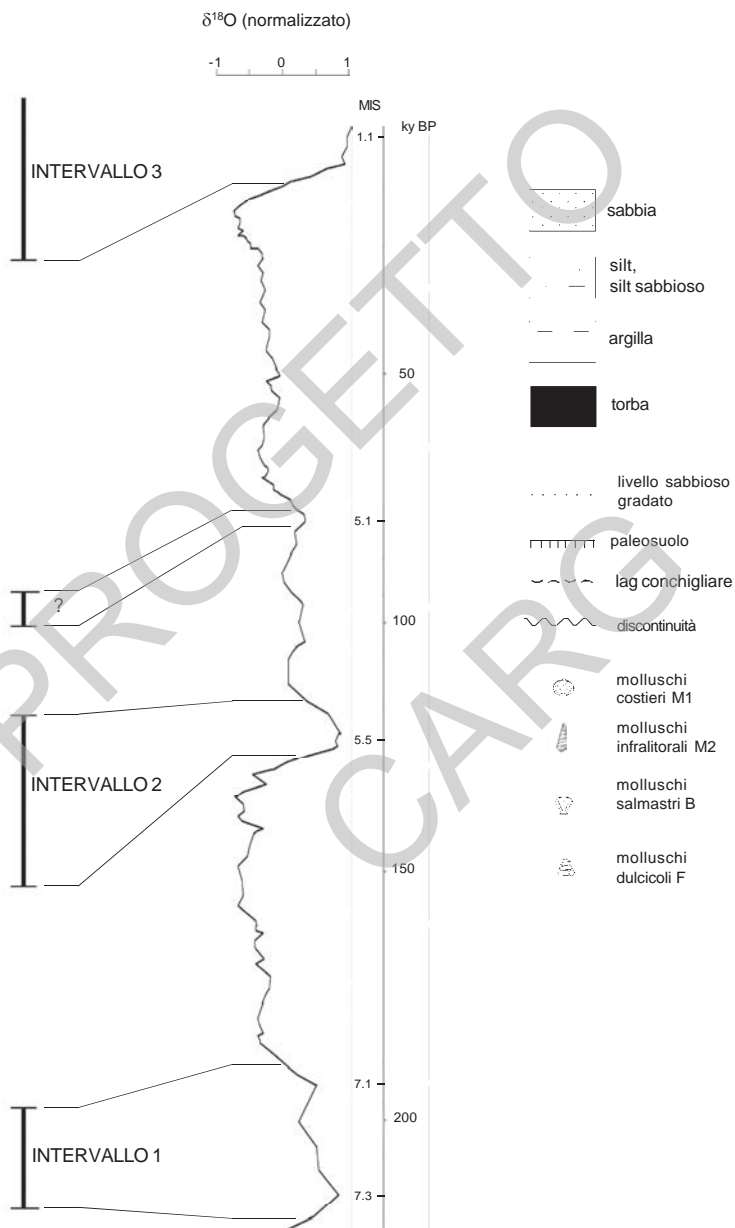 δ¹⁸O (normalizzato)
-1 0 1
MIS
ky BP
1.1
INTERVALLO 3
50
5.1
?
100
5.5
INTERVALLO 2
150
7.1
200
INTERVALLO 1
7.3
sabbia
silt,
silt sabbioso
argilla
torba
livello sabbioso
gradato
paleosuolo
lag conchigliare
discontinuità
molluschi
costieri M1
molluschi
infralitorali M2
molluschi
salmastri B
molluschi
dulcicoli F
PROGETTO
CARG